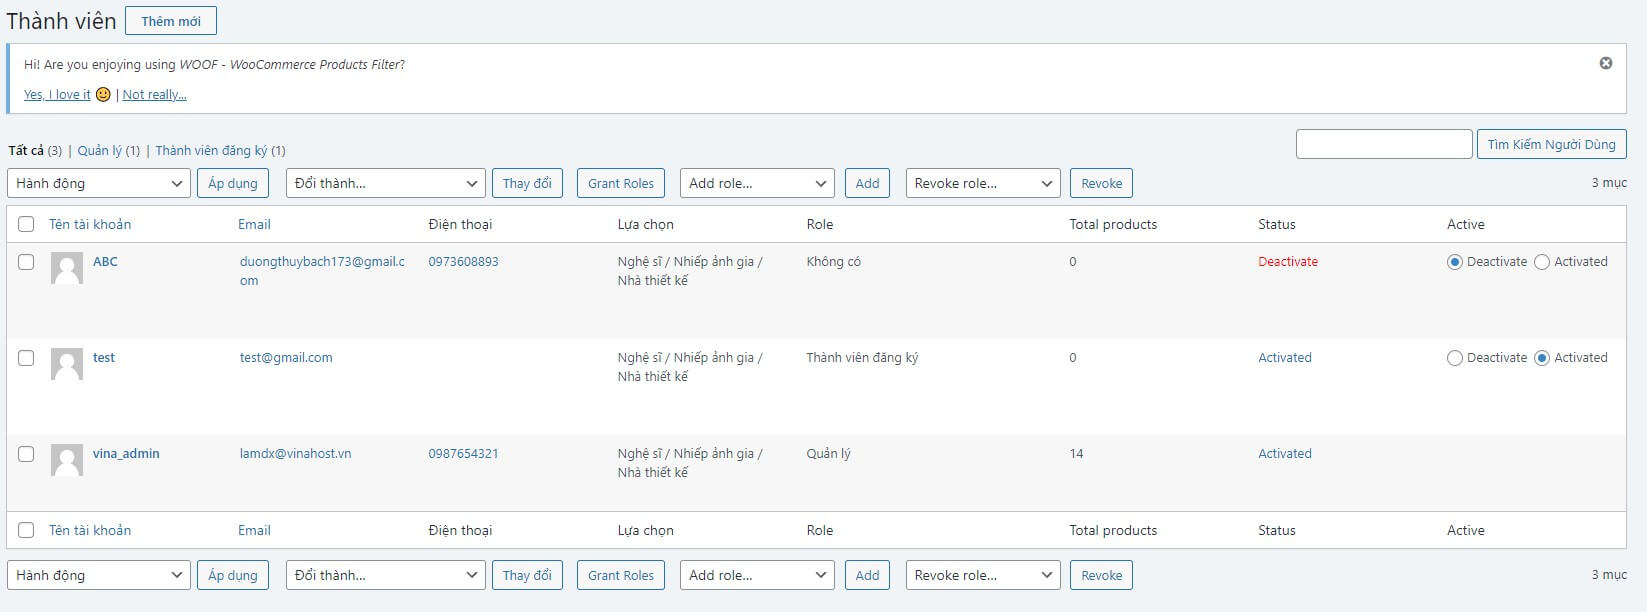 Thành viên Thêm mới
Hi! Are you enjoying using WOOF - WooCommerce Products Filter?
Yes, I love it 🙂 | Not really...
Tìm Kiếm Người Dùng
Tất cả (3) | Quản lý (1) | Thành viên đăng ký (1)
Hành động Áp dụng Đổi thành... Thay đổi Grant Roles Add role... Add Revoke role... Revoke 3 mục
Tên tài khoản Email Điện thoại Lựa chọn Role Total products Status Active
ABC duongthuybach173@gmail.c 0973608893 Nghệ sĩ / Nhiếp ảnh gia / Không có 0 Deactivate Deactivate Activated
om Nhà thiết kế
test test@gmail.com Nghệ sĩ / Nhiếp ảnh gia / Thành viên đăng ký 0 Activated Deactivate Activated
Nhà thiết kế
vina_admin lamdx@vinahost.vn 0987654321 Nghệ sĩ / Nhiếp ảnh gia / Quản lý 14 Activated
Nhà thiết kế
Tên tài khoản Email Điện thoại Lựa chọn Role Total products Status Active
Hành động Áp dụng Đổi thành... Thay đổi Grant Roles Add role... Add Revoke role... Revoke 3 mục